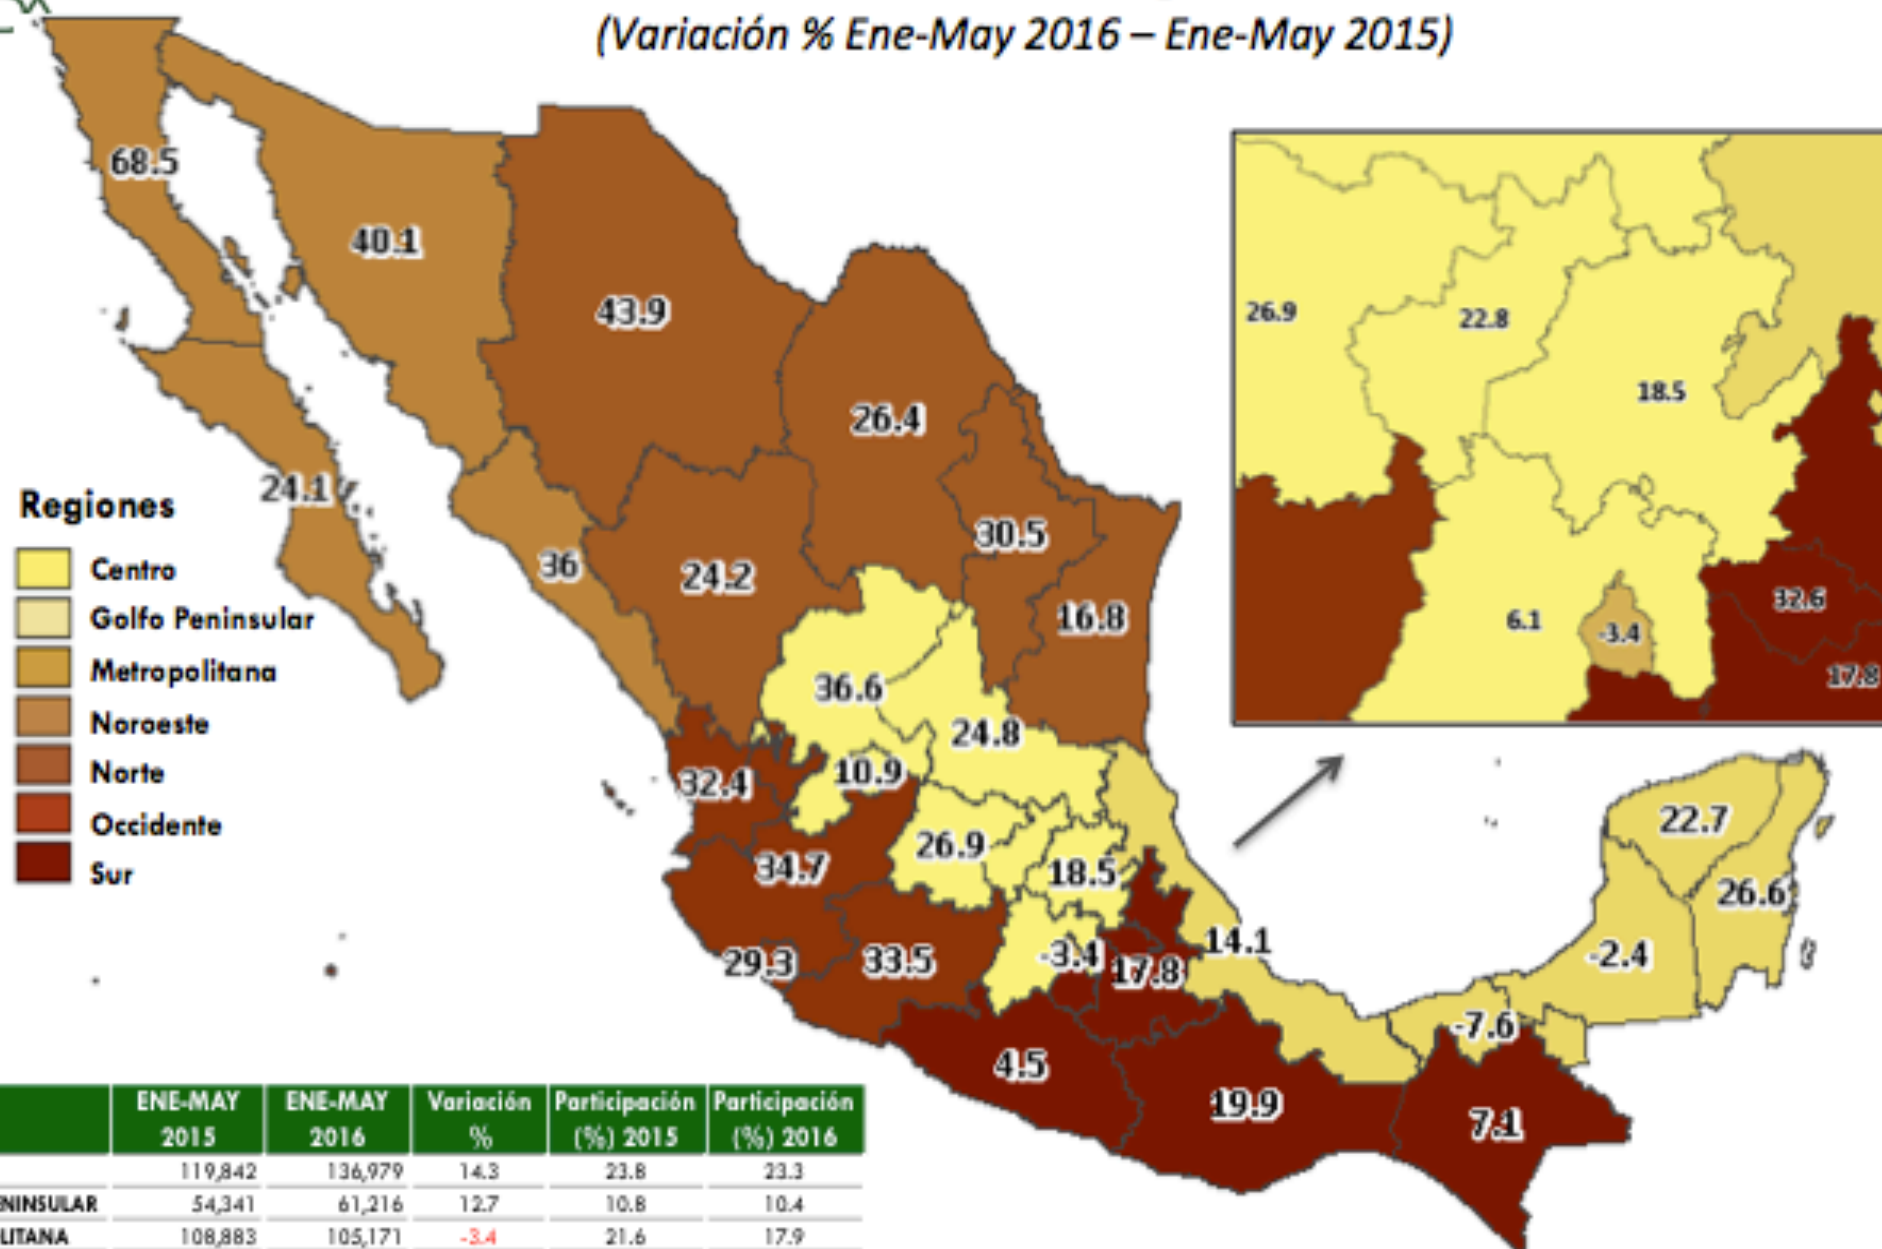 (Variación % Ene-May 2016 – Ene-May 2015)
68.5
40.1
43.9
26.4
24.1
30.5
36
24.2
16.8
36.6
24.8
32.4
10.9
26.9
34.7
18.5
29.3
33.5
-3.4
17.8
14.1
4.5
19.9
7.1
-7.6
-2.4
22.7
26.6
26.9
22.8
18.5
6.1
-3.4
32.6
17.8
Regiones
Centro
Golfo Peninsular
Metropolitana
Noroeste
Norte
Occidente
Sur
ENE-MAY 2015 ENE-MAY 2016 Variación % Participación (%) 2015 Participación (%) 2016
119,842 136,979 14.3 23.8 23.3
NINSULAR 54,341 61,216 12.7 10.8 10.4
LITANA 108,883 105,171 -3.4 21.6 17.9